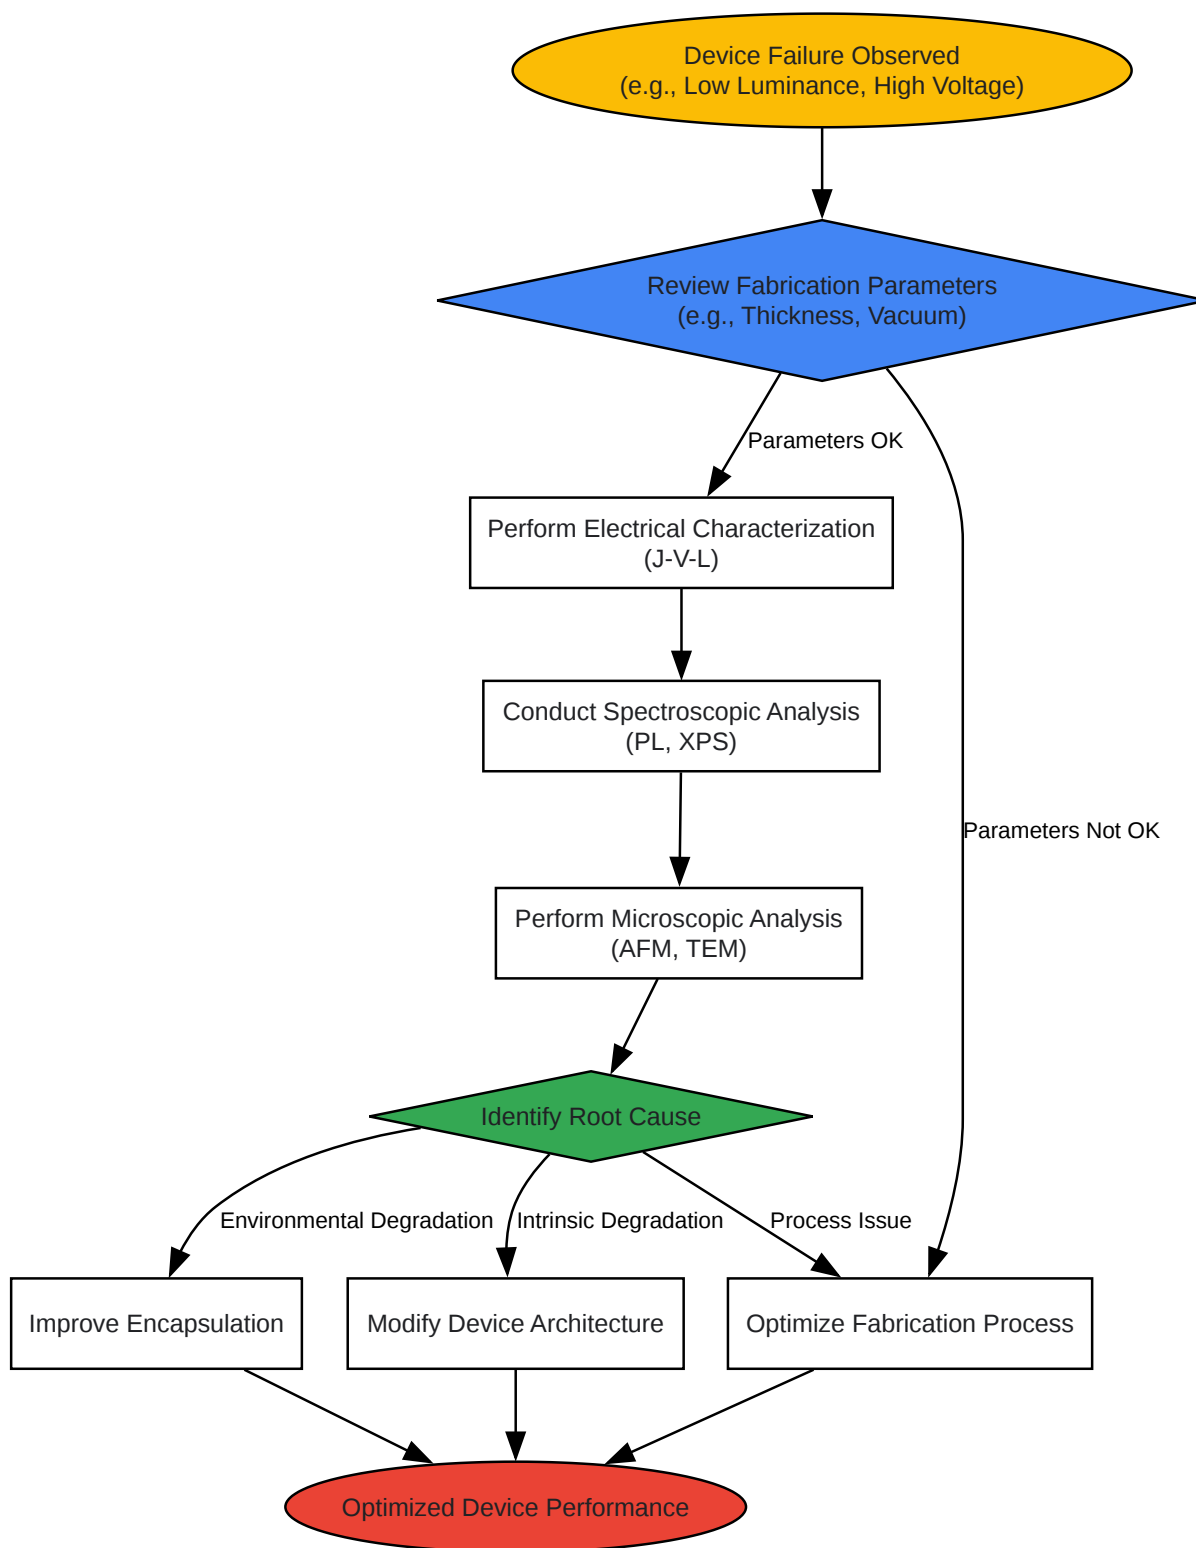 Device Failure Observed
(e.g., Low Luminance, High Voltage)
Review Fabrication Parameters
(e.g., Thickness, Vacuum)
Parameters OK
Perform Electrical Characterization
(J-V-L)
Conduct Spectroscopic Analysis
(PL, XPS)
Parameters Not OK
Perform Microscopic Analysis
(AFM, TEM)
Identify Root Cause
Environmental Degradation
Intrinsic Degradation
Process Issue
Improve Encapsulation
Modify Device Architecture
Optimize Fabrication Process
Optimized Device Performance